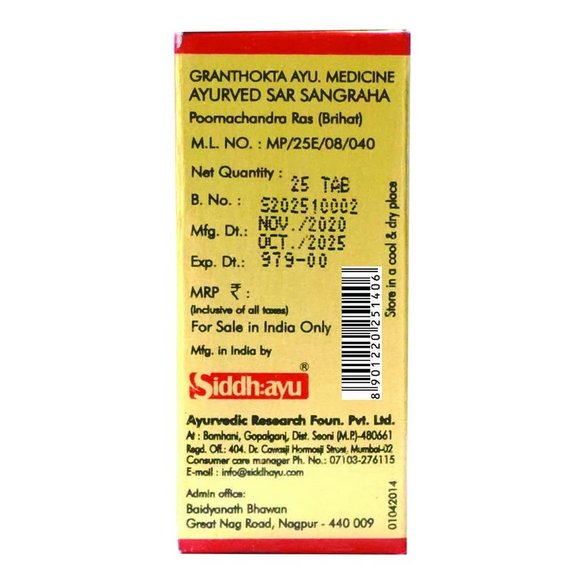 GRANTHOKTA AYU. MEDICINE
AYURVED SAR SANGRAHA
Poornachandra Ras (Brihat)
M.L. NO. : MP/25E/08/040
Net Quantity : 25 TAB
B. No. : S202510002
Mfg. Dt.: NOV./2020
OCT./2025
Exp. Dt.: 979-00
MRP ₹ :
(Inclusive of all taxes)
For Sale in India Only
Mfg. in India by
Siddhayu ®
Ayurvedic Research Foun. Pvt. Ltd.
At : Bamhani, Gopalganj, Dist. Seoni (M.P.)-480661
Regd. Off.: 404. Dr. Cawasji Hormosji Street, Mumbai-02
Consumer care manager Ph. No.: 07103-276115
E-mail : info@siddhayu.com
Admin office:
Baidyanath Bhawan
Great Nag Road, Nagpur - 440 009
Store in a cool & dry place
8901220251406
01042014